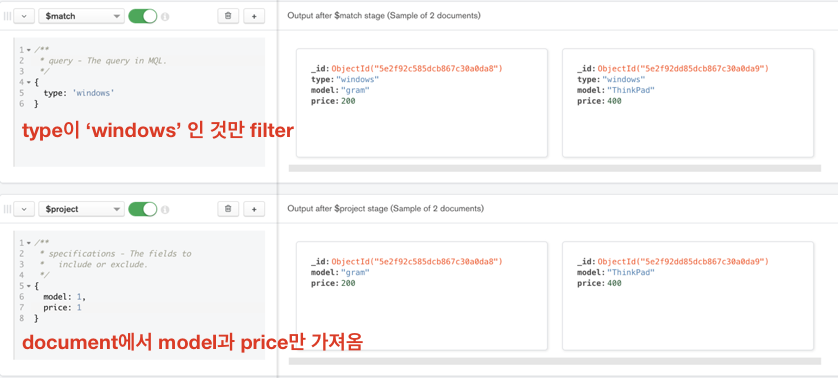 $match
Output after $match stage (Sample of 2 documents)
1 /**
2 * query - The query in MQL.
3 */
4 {
5 type: 'windows'
6 }
type이 ‘windows’ 인 것만 filter
_id: ObjectId("5e2f92c585dcb867c30a0da8")
type: "windows"
model: "gram"
price: 200
_id: ObjectId("5e2f92dd85dcb867c30a0da9")
type: "windows"
model: "ThinkPad"
price: 400
$project
Output after $project stage (Sample of 2 documents)
1 /**
2 * specifications - The fields to
3 * include or exclude.
4 */
5 {
6 model: 1,
7 price: 1
8 }
document에서 model과 price만 가져옴
_id: ObjectId("5e2f92c585dcb867c30a0da8")
model: "gram"
price: 200
_id: ObjectId("5e2f92dd85dcb867c30a0da9")
model: "ThinkPad"
price: 400